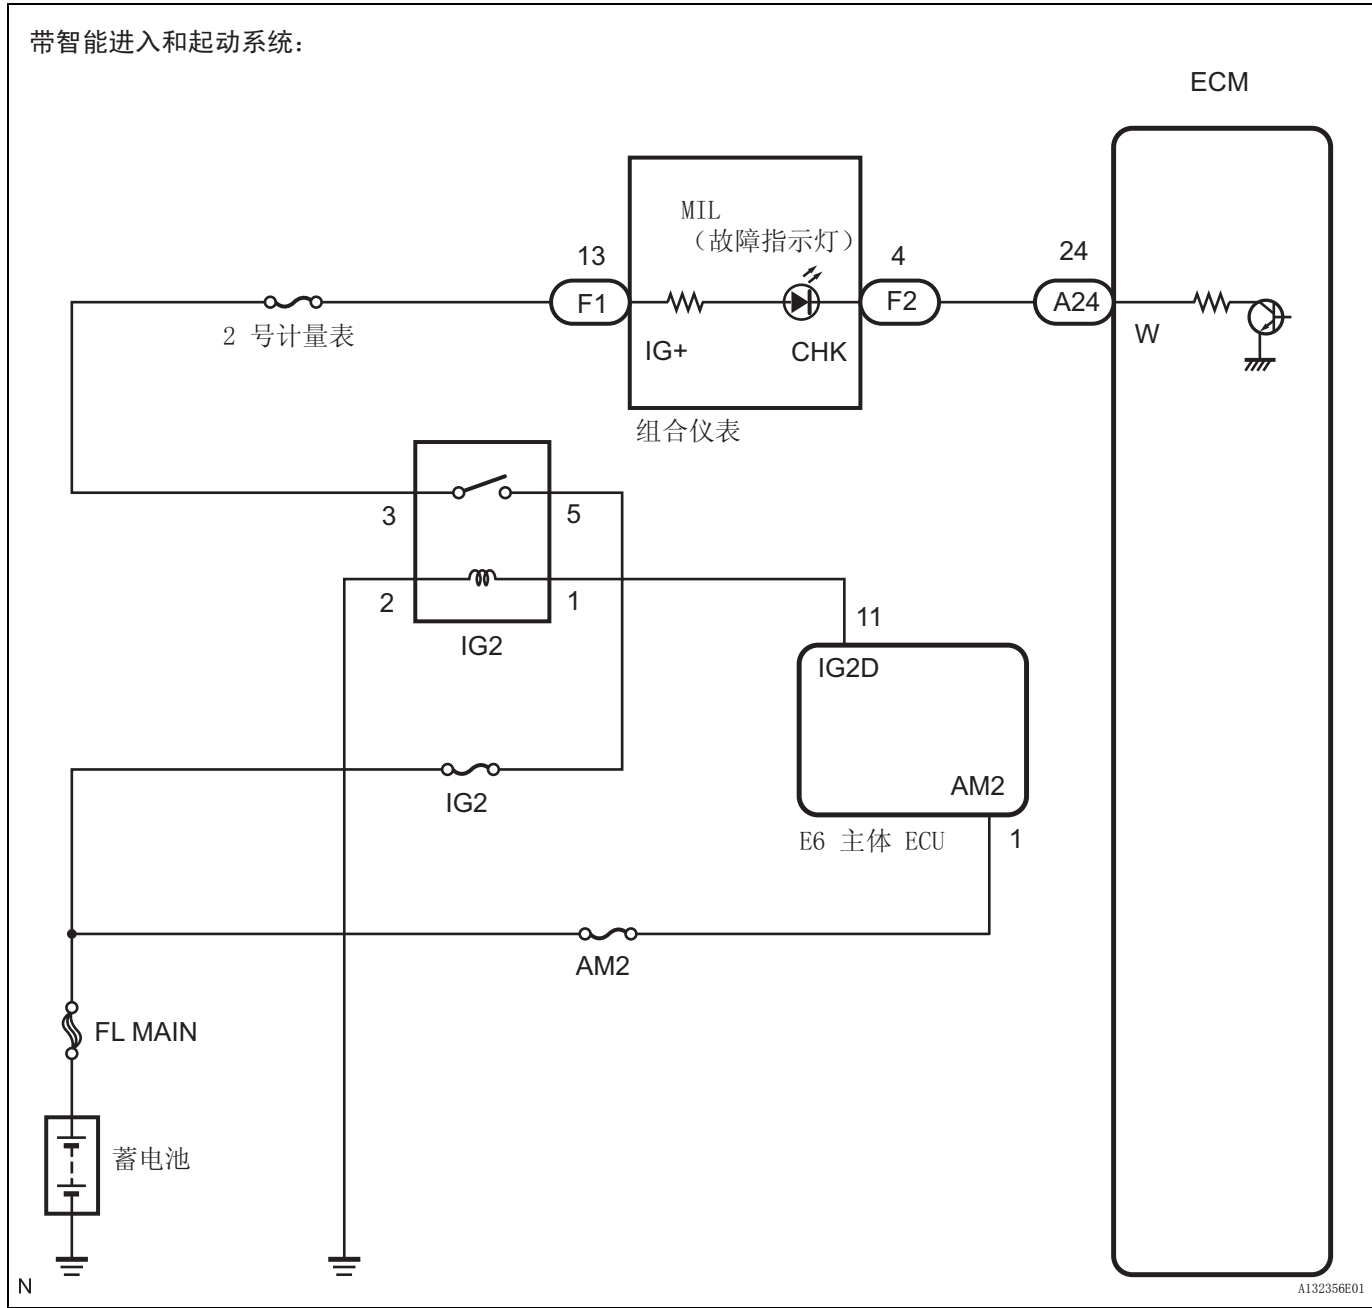 带智能进入和起动系统：
ECM
MIL
（故障指示灯）
13
F1
4
F2
24
A24
2 号计量表
IG+
CHK
W
组合仪表
3
5
2
1
IG2
11
IG2D
AM2
IG2
E6 主体 ECU
1
AM2
FL MAIN
蓄电池
N
A132356E01